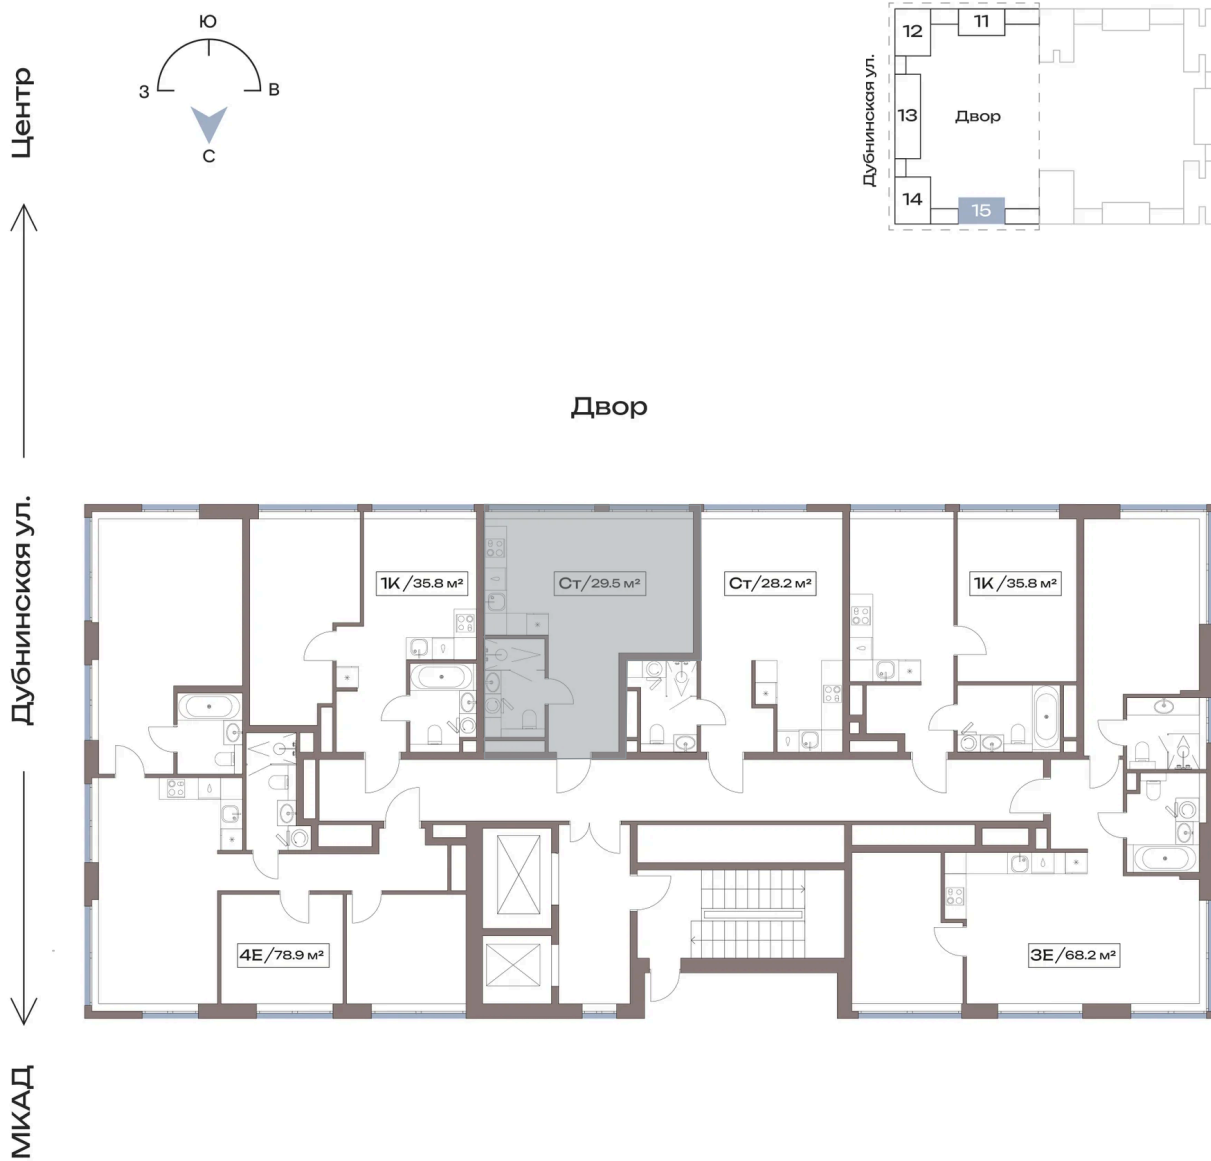 Ю
З
В
С
Центр
Дубнинская ул.
МКАД
Дубнинская ул.
12
11
13
Двор
14
15
Двор
1К / 35.8 м²
Ст / 29.5 м²
Ст / 28.2 м²
1К / 35.8 м²
4Е / 78.9 м²
3Е / 68.2 м²